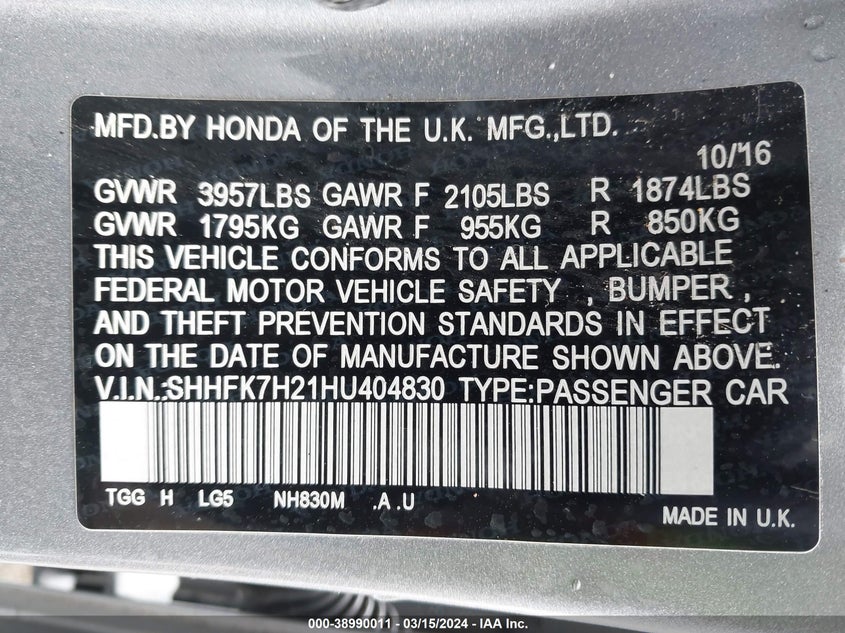 MFD.BY HONDA OF THE U.K. MFG.,LTD.
10/'16
GVWR 3957LBS GAWR F 2105LBS R 1874LBS
GVWR 1795KG GAWR F 955KG R 850KG
THIS VEHICLE CONFORMS TO ALL APPLICABLE
FEDERAL MOTOR VEHICLE SAFETY , BUMPER ,
AND THEFT PREVENTION STANDARDS IN EFFECT
ON THE DATE OF MANUFACTURE SHOWN ABOVE.
V.I.N.:SHHFK7H21HU404830 TYPE:PASSENGER CAR
TGG H LG5 NH830M .A .U
MADE IN U.K.
000-38990011 - 03/15/2024 - IAA Inc.